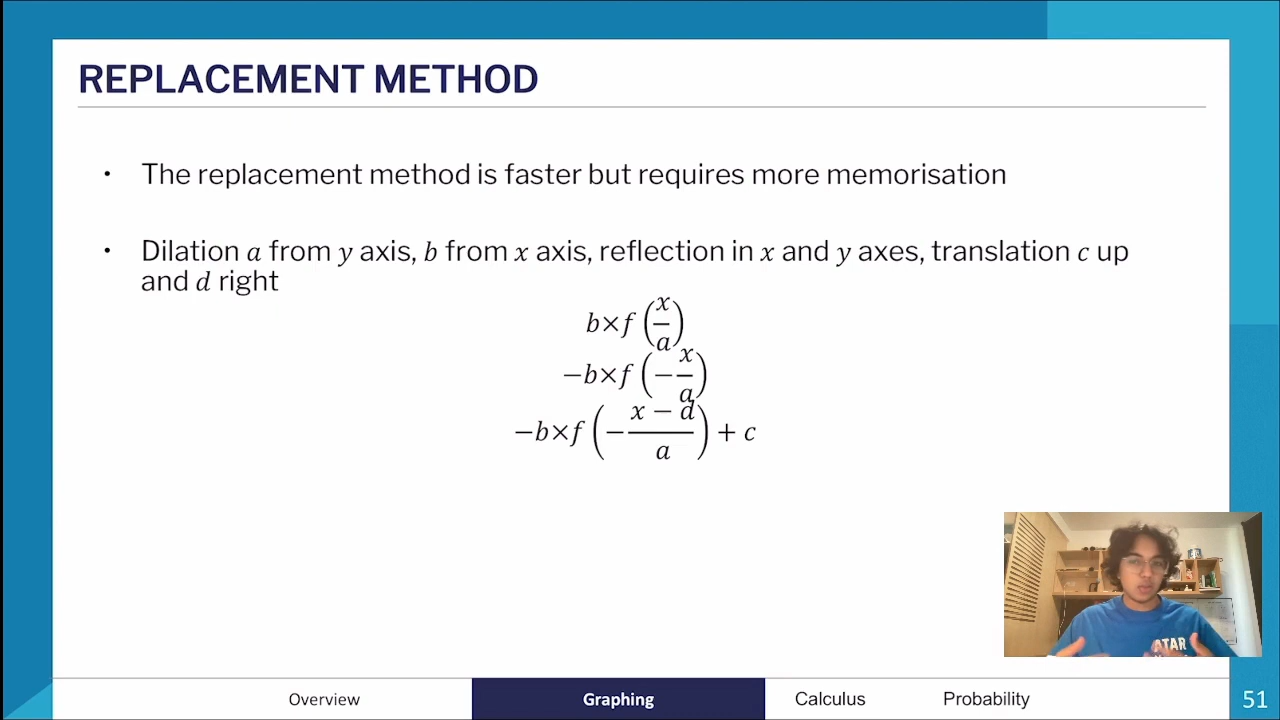 REPLACEMENT METHOD
• The replacement method is faster but requires more memorisation
• Dilation a from y axis, b from x axis, reflection in x and y axes, translation c up
and d right
b×f(x/a)
−b×f(−x/a)
−b×f(−(x − d)/a) + c
ATAR
Overview Graphing Calculus Probability 51